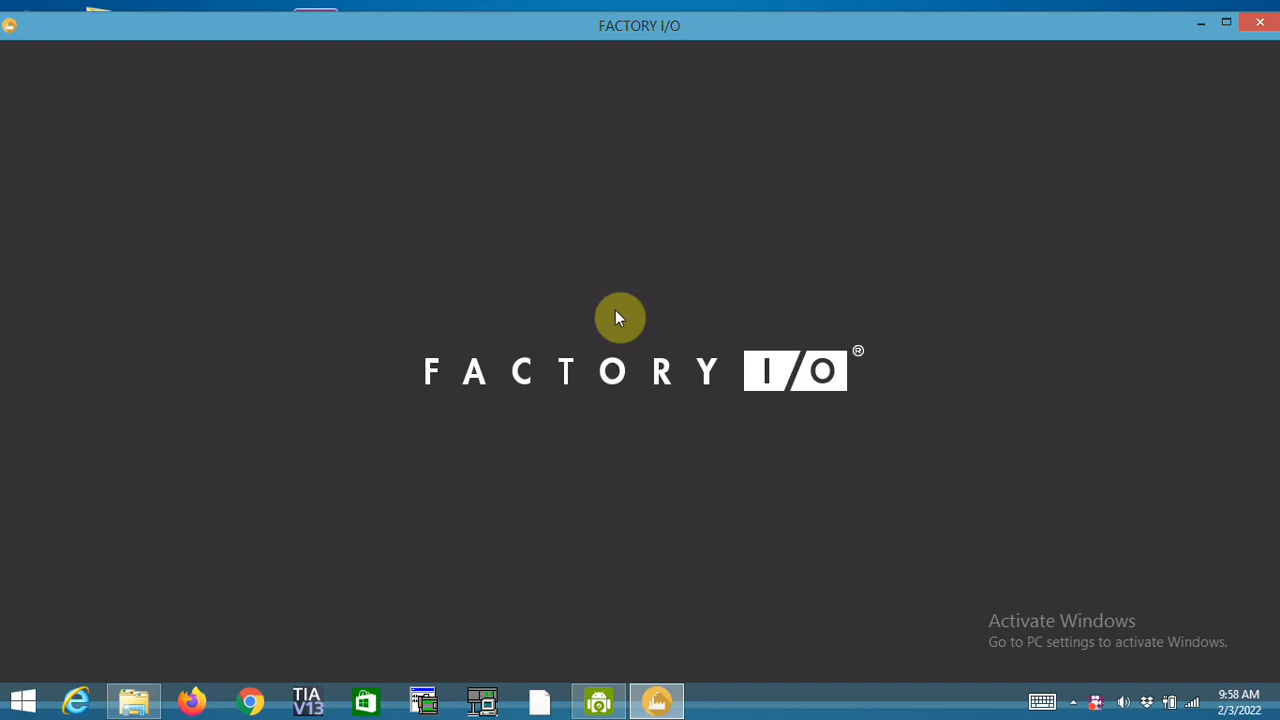 FACTORY I/O
FACTORY I/O®
Activate Windows
Go to PC settings to activate Windows.
TIA
V13
9:58 AM
2/3/2022